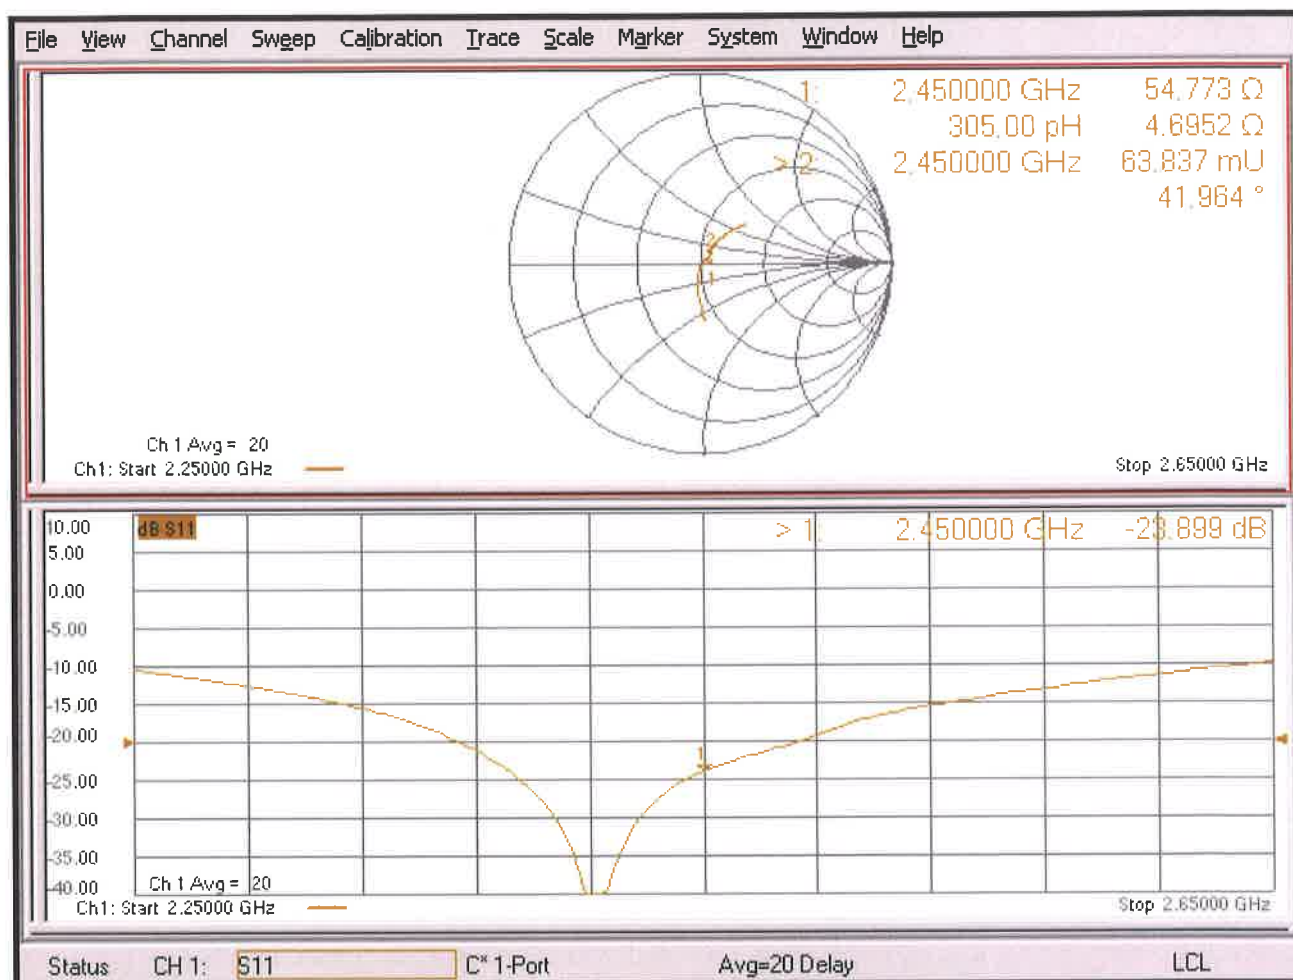 File View Channel Sweep Calibration Trace Scale Marker System Window Help
1: 2.450000 GHz 54.773 Ω
305.00 pH 4.6952 Ω
> 2: 2.450000 GHz 63.837 mU
41.964 °
2
1
Ch 1 Avg = 20
Ch1: Start 2.25000 GHz
Stop 2.65000 GHz
10.00
dB S11
> 1: 2.450000 GHz -23.899 dB
5.00
0.00
-5.00
-10.00
-15.00
-20.00
1
-25.00
-30.00
-35.00
-40.00
Ch 1 Avg = 20
Ch1: Start 2.25000 GHz
Stop 2.65000 GHz
Status CH 1: S11 C* 1-Port Avg=20 Delay LCL